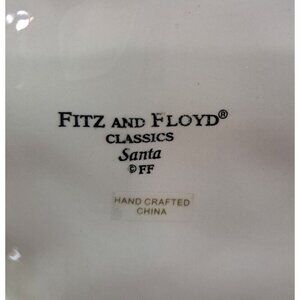 FITZ AND FLOYD®
CLASSICS
Santa
©FF
HAND CRAFTED
CHINA